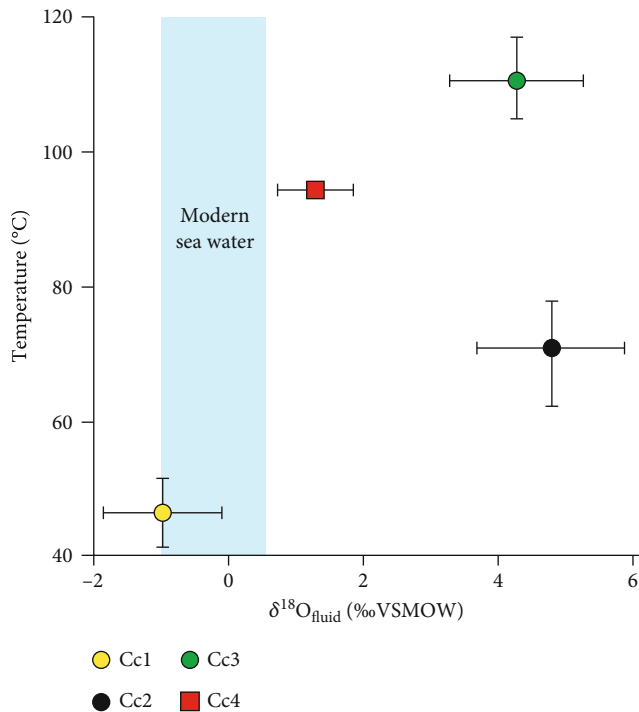 120
100
80
60
40
Temperature (°C)
Modern
sea water
−2
0
2
4
6
δ¹⁸O_fluid (‰VSMOW)
Cc1
Cc3
Cc2
Cc4